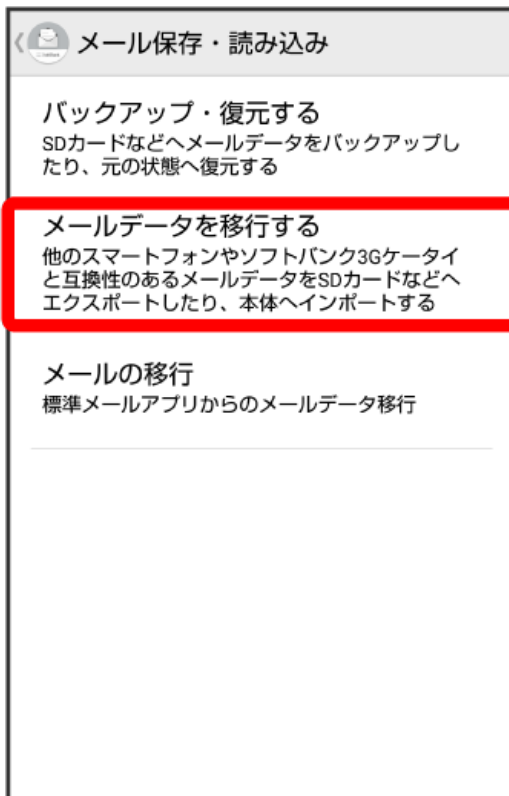 メール保存・読み込み
バックアップ・復元する
SDカードなどへメールデータをバックアップし
たり、元の状態へ復元する
メールデータを移行する
他のスマートフォンやソフトバンク3Gケータイ
と互換性のあるメールデータをSDカードなどへ
エクスポートしたり、本体へインポートする
メールの移行
標準メールアプリからのメールデータ移行